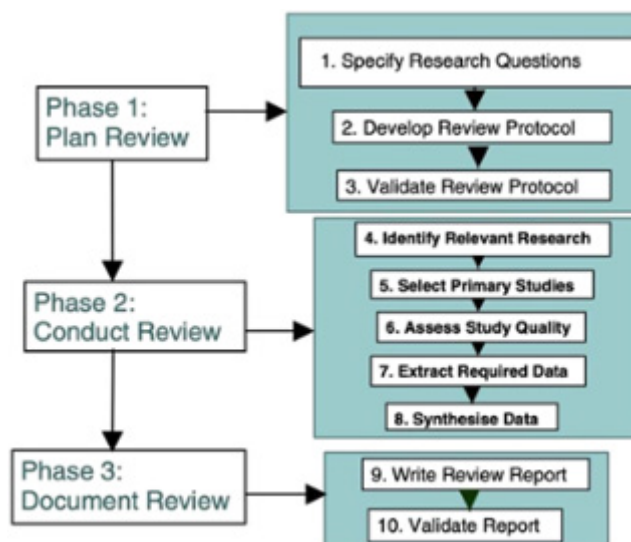 Phase 1:
Plan Review
1. Specify Research Questions
2. Develop Review Protocol
3. Validate Review Protocol
Phase 2:
Conduct Review
4. Identify Relevant Research
5. Select Primary Studies
6. Assess Study Quality
7. Extract Required Data
8. Synthesise Data
Phase 3:
Document Review
9. Write Review Report
10. Validate Report